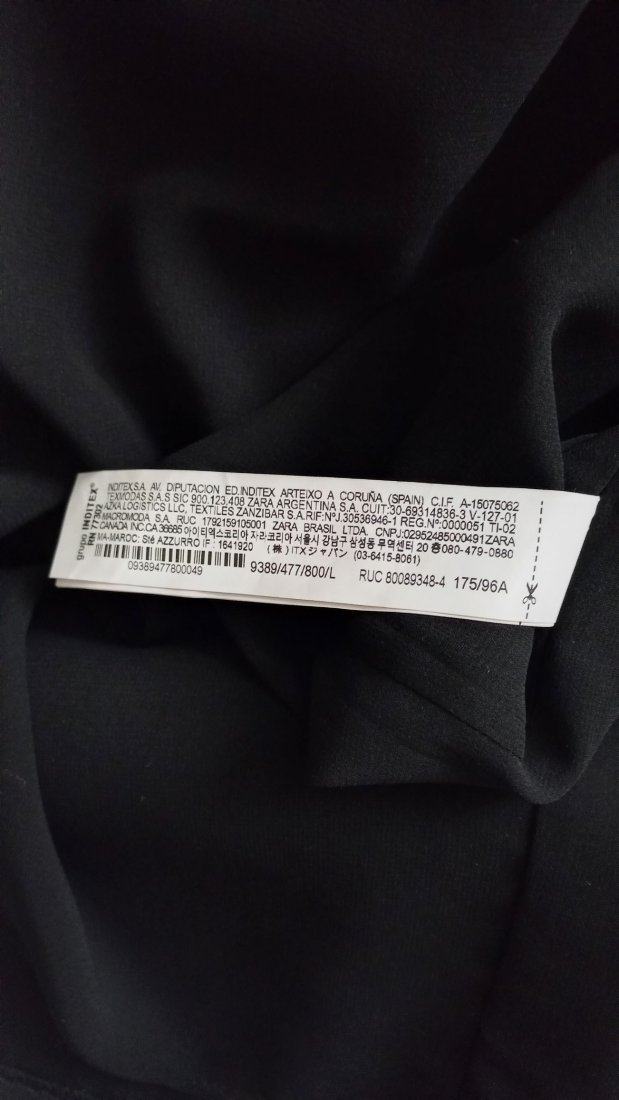 grupo INDITEX®
RN 77302
INDITEX,S.A. AV. DIPUTACION ED.INDITEX ARTEIXO A CORUÑA (SPAIN) C.I.F. A-15075062
TEXMODAS S.A.S SIC 900.123.408 ZARA ARGENTINA S.A. CUIT:30-69314836-3 V-127-01
AZKA LOGISTICS LLC, TEXTILES ZANZIBAR S.A.RIF:NºJ.30536946-1 REG.Nº:0000051 TI-02
MACROMODA S.A. RUC 1792159105001 ZARA BRASIL LTDA. CNPJ:02952485000491ZARA
CANADA INC.CA36685 아이티엑스코리아 자·라·코리아 서울시 강남구 삼성동 무역센터 20층080-479-0880
MA-MAROC: Sté AZZURRO IF : 1641920 (株) ITXジャパン (03-6415-8061)
09389477800049 9389/477/800/L RUC 80089348-4 175/96A